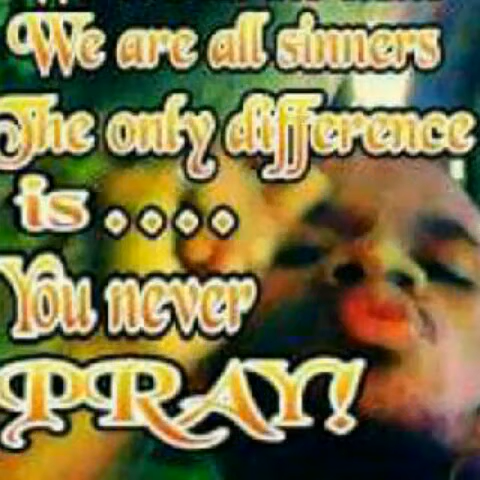 We are all sinners
The only difference
is ....
You never
PRAY!